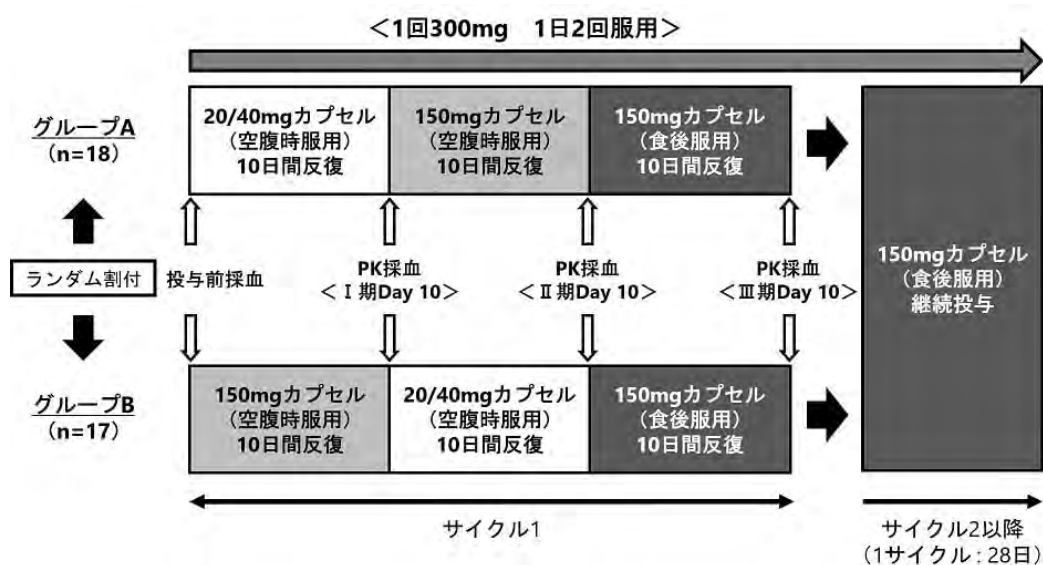 ＜1回300mg　1日2回服用＞
グループA
（n=18）
20/40mgカプセル
（空腹時服用）
10日間反復
150mgカプセル
（空腹時服用）
10日間反復
150mgカプセル
（食後服用）
10日間反復
ランダム割付
投与前採血
PK採血
＜Ⅰ期Day 10＞
PK採血
＜Ⅱ期Day 10＞
PK採血
＜Ⅲ期Day 10＞
150mgカプセル
（食後服用）
継続投与
グループB
（n=17）
150mgカプセル
（空腹時服用）
10日間反復
20/40mgカプセル
（空腹時服用）
10日間反復
150mgカプセル
（食後服用）
10日間反復
サイクル1
サイクル2以降
（1サイクル：28日）